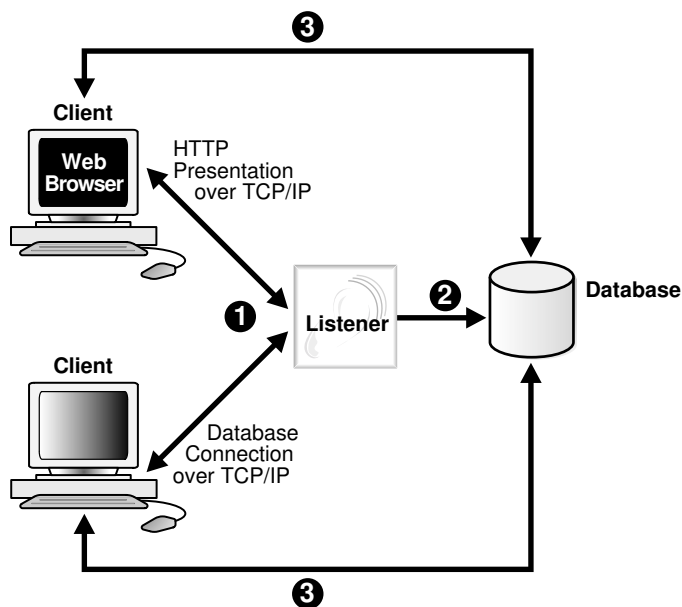 3
Client
Web
Browser
HTTP
Presentation
over TCP/IP
1
Listener
2
Database
Client
Database
Connection
over TCP/IP
3